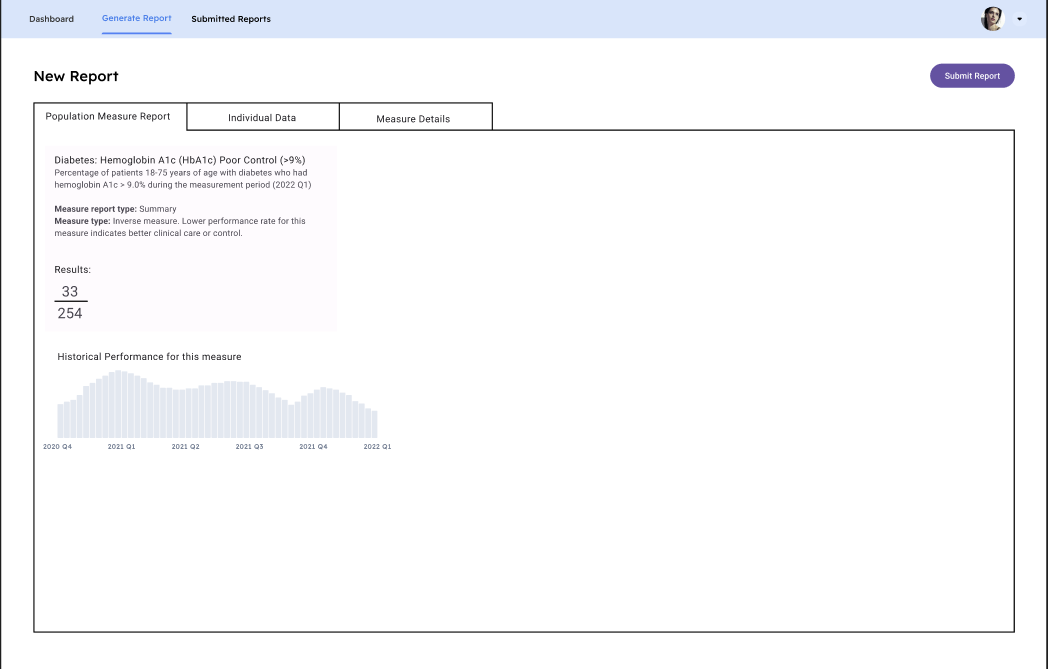 Dashboard
Generate Report
Submitted Reports
New Report
Submit Report
Population Measure Report
Individual Data
Measure Details
Diabetes: Hemoglobin A1c (HbA1c) Poor Control (>9%)
Percentage of patients 18-75 years of age with diabetes who had
hemoglobin A1c > 9.0% during the measurement period (2022 Q1)
Measure report type: Summary
Measure type: Inverse measure. Lower performance rate for this
measure indicates better clinical care or control.
Results:
33
254
Historical Performance for this measure
2020 Q4
2021 Q1
2021 Q2
2021 Q3
2021 Q4
2022 Q1